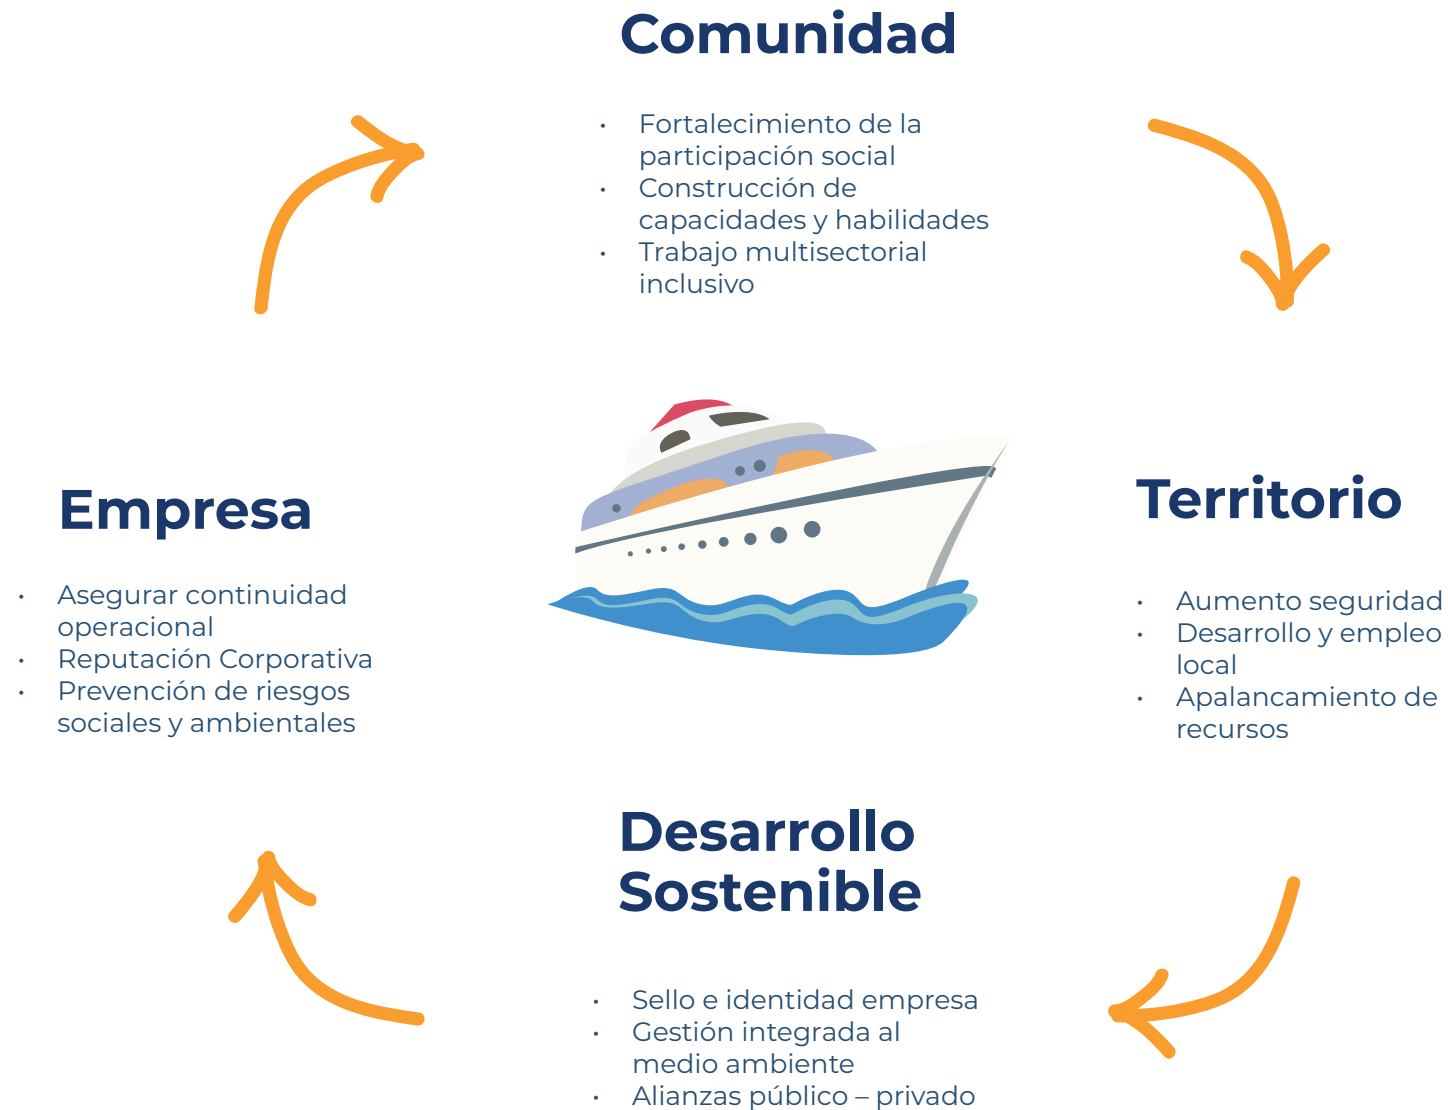 Comunidad
• Fortalecimiento de la
participación social
• Construcción de
capacidades y habilidades
• Trabajo multisectorial
inclusivo
Empresa
• Asegurar continuidad
operacional
• Reputación Corporativa
• Prevención de riesgos
sociales y ambientales
Territorio
• Aumento seguridad
• Desarrollo y empleo
local
• Apalancamiento de
recursos
Desarrollo
Sostenible
• Sello e identidad empresa
• Gestión integrada al
medio ambiente
• Alianzas público – privado